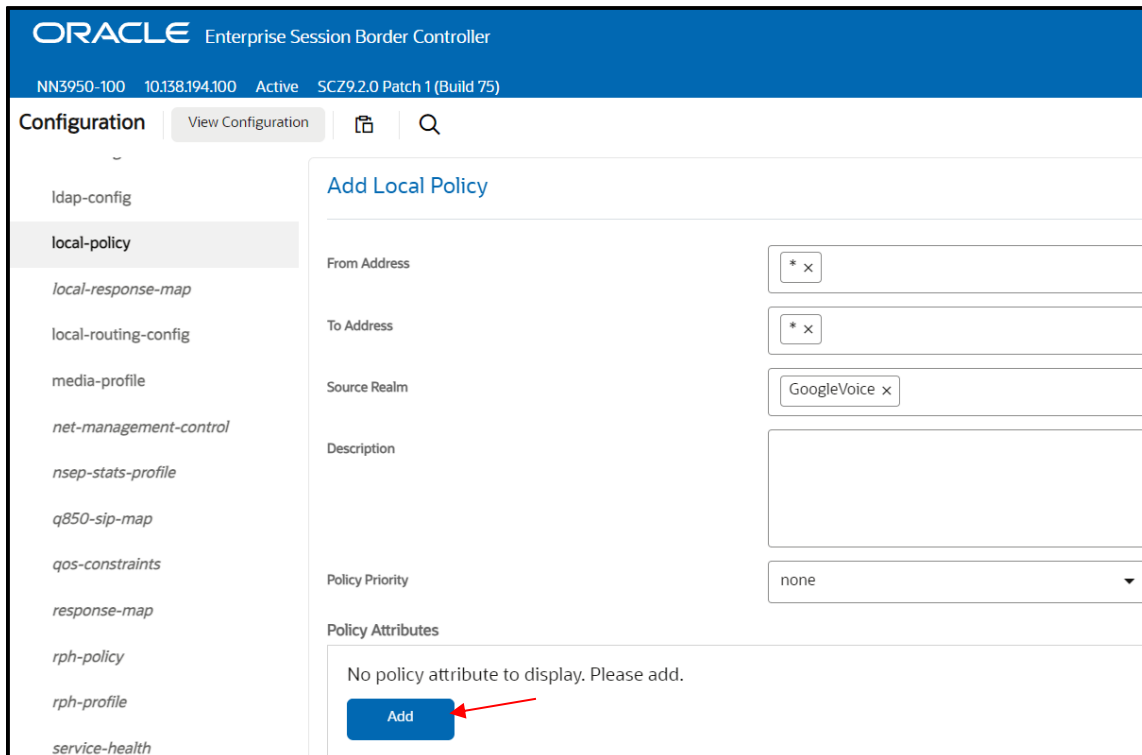 ORACLE Enterprise Session Border Controller
NN3950-100 10.138.194.100 Active SCZ9.2.0 Patch 1 (Build 75)
Configuration View Configuration
ldap-config
local-policy
local-response-map
local-routing-config
media-profile
net-management-control
nsep-stats-profile
q850-sip-map
qos-constraints
response-map
rph-policy
rph-profile
service-health
Add Local Policy
From Address * ×
To Address * ×
Source Realm GoogleVoice ×
Description
Policy Priority none
Policy Attributes
No policy attribute to display. Please add.
Add